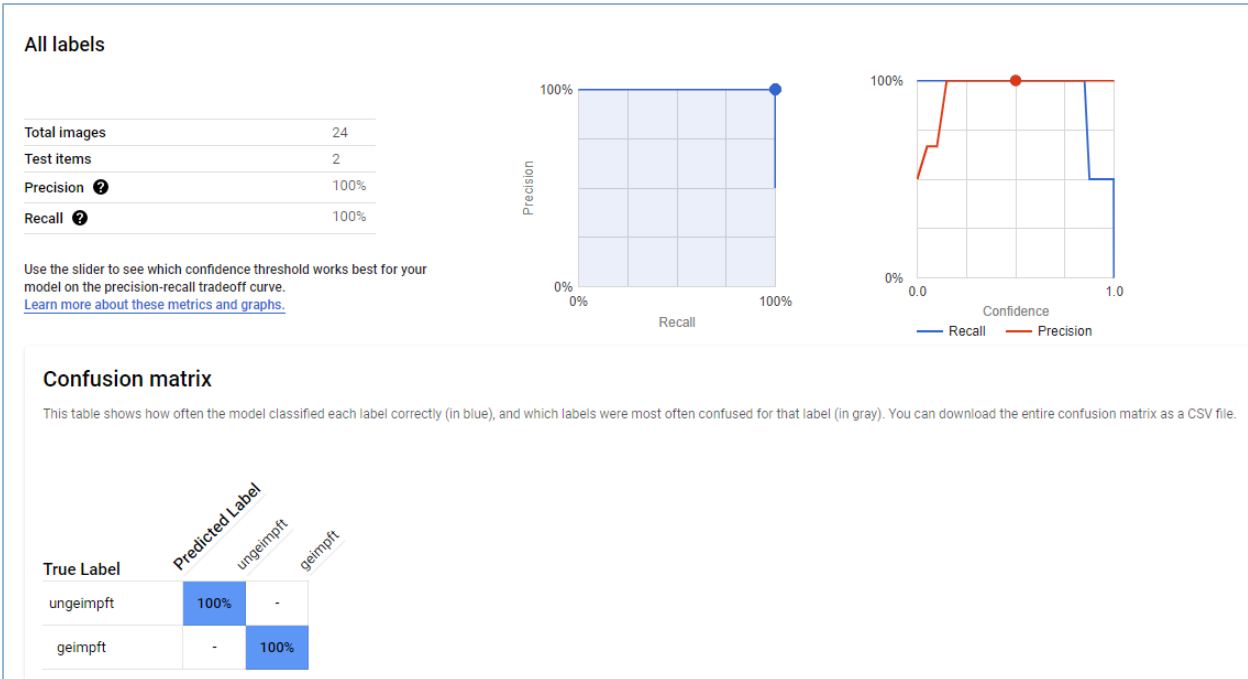 All labels
Total images 24
Test items 2
Precision ? 100%
Recall ? 100%
Use the slider to see which confidence threshold works best for your
model on the precision-recall tradeoff curve.
Learn more about these metrics and graphs.
100%
Precision
0%
0% 100%
Recall
100%
0%
0.0 1.0
Confidence
Recall Precision
Confusion matrix
This table shows how often the model classified each label correctly (in blue), and which labels were most often confused for that label (in gray). You can download the entire confusion matrix as a CSV file.
True Label Predicted Label ungeimpft geimpft
ungeimpft 100% -
geimpft - 100%